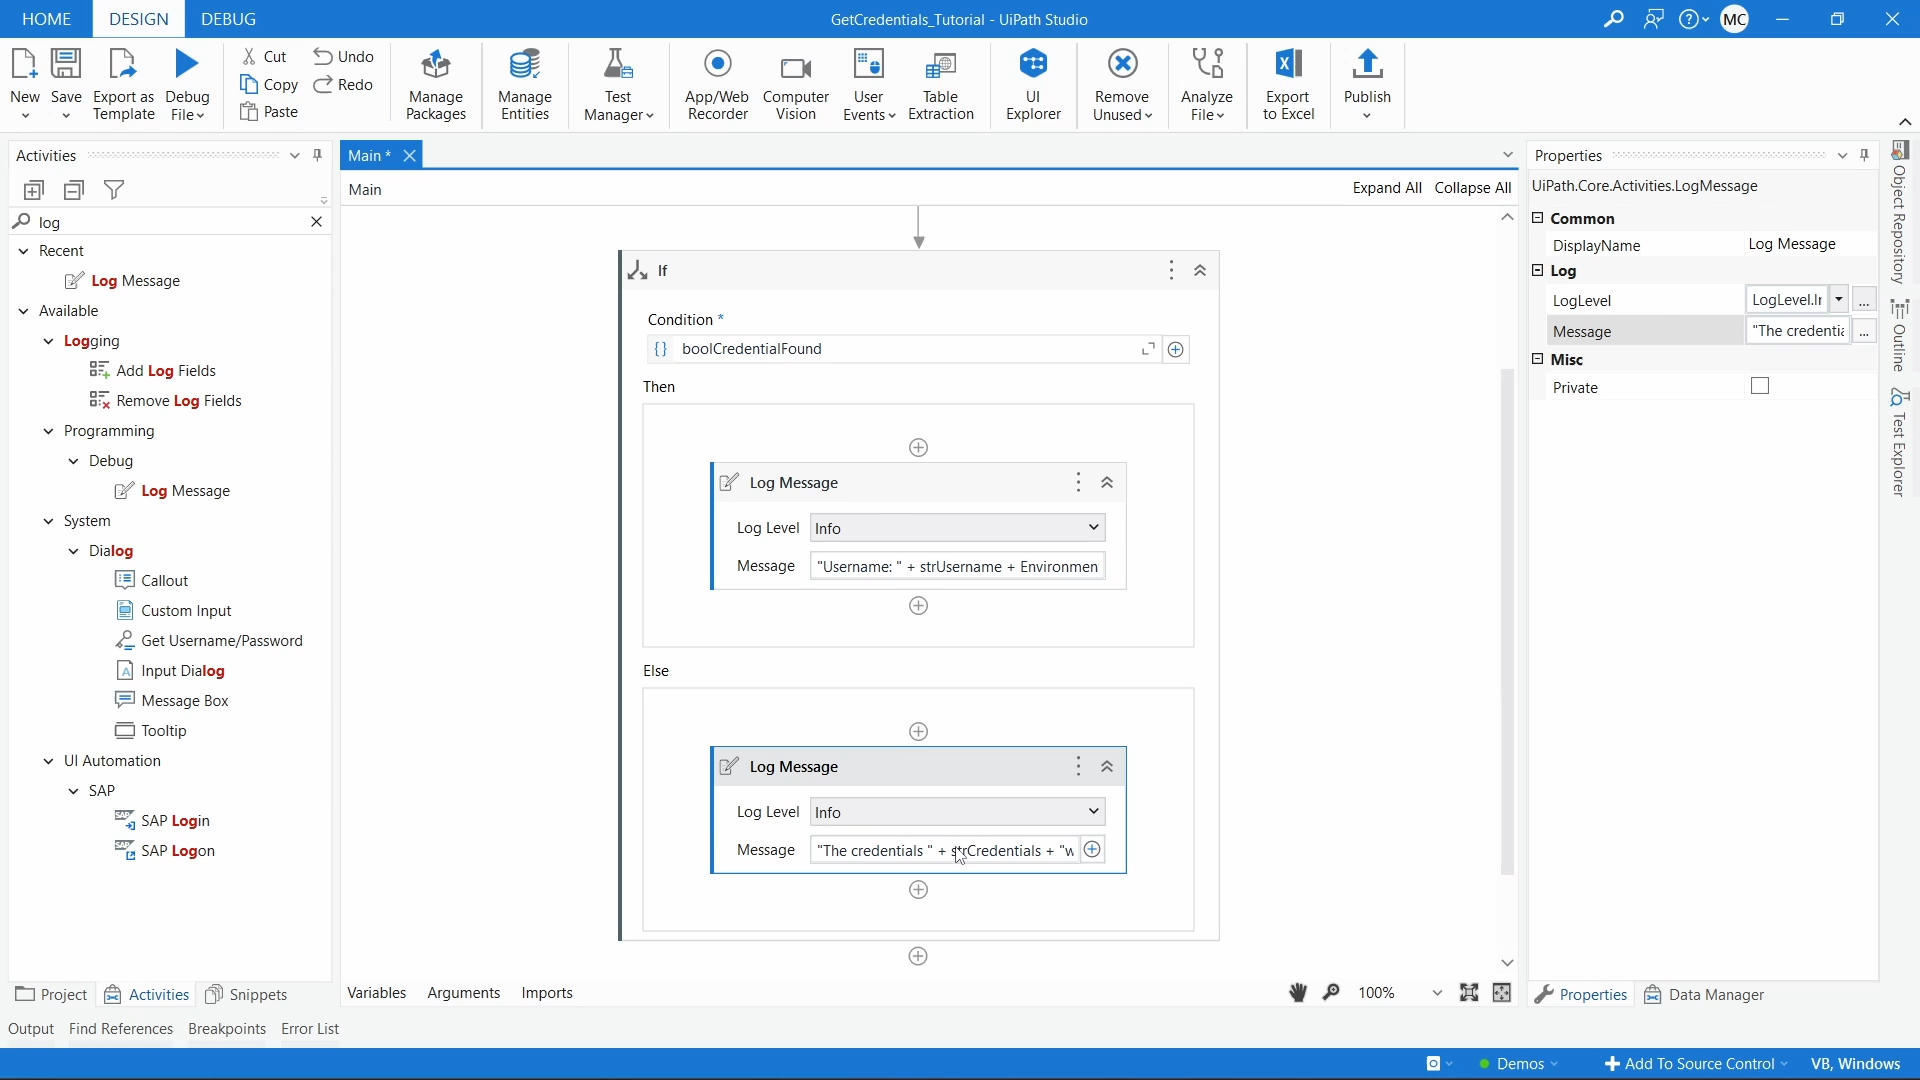 HOME DESIGN DEBUG GetCredentials_Tutorial - UiPath Studio MC
New
Save
Export as Template
Debug File
Cut
Copy
Paste
Undo
Redo
Manage Packages
Manage Entities
Test Manager
App/Web Recorder
Computer Vision
User Events
Table Extraction
UI Explorer
Remove Unused
Analyze File
Export to Excel
Publish
Activities
log
Recent
Log Message
Available
Logging
Add Log Fields
Remove Log Fields
Programming
Debug
Log Message
System
Dialog
Callout
Custom Input
Get Username/Password
Input Dialog
Message Box
Tooltip
UI Automation
SAP
SAP Login
SAP Logon
Project Activities Snippets
Main *
Main Expand All Collapse All
If
Condition *
{} boolCredentialFound
Then
Log Message
Log Level Info
Message "Username: " + strUsername + Environmen
Else
Log Message
Log Level Info
Message "The credentials " + strCredentials + "w
Variables Arguments Imports 100%
Properties
UiPath.Core.Activities.LogMessage
Common
DisplayName Log Message
Log
LogLevel LogLevel.Ir ...
Message "The credentia ...
Misc
Private
Properties Data Manager
Object Repository
Outline
Test Explorer
Output Find References Breakpoints Error List
Demos Add To Source Control VB, Windows